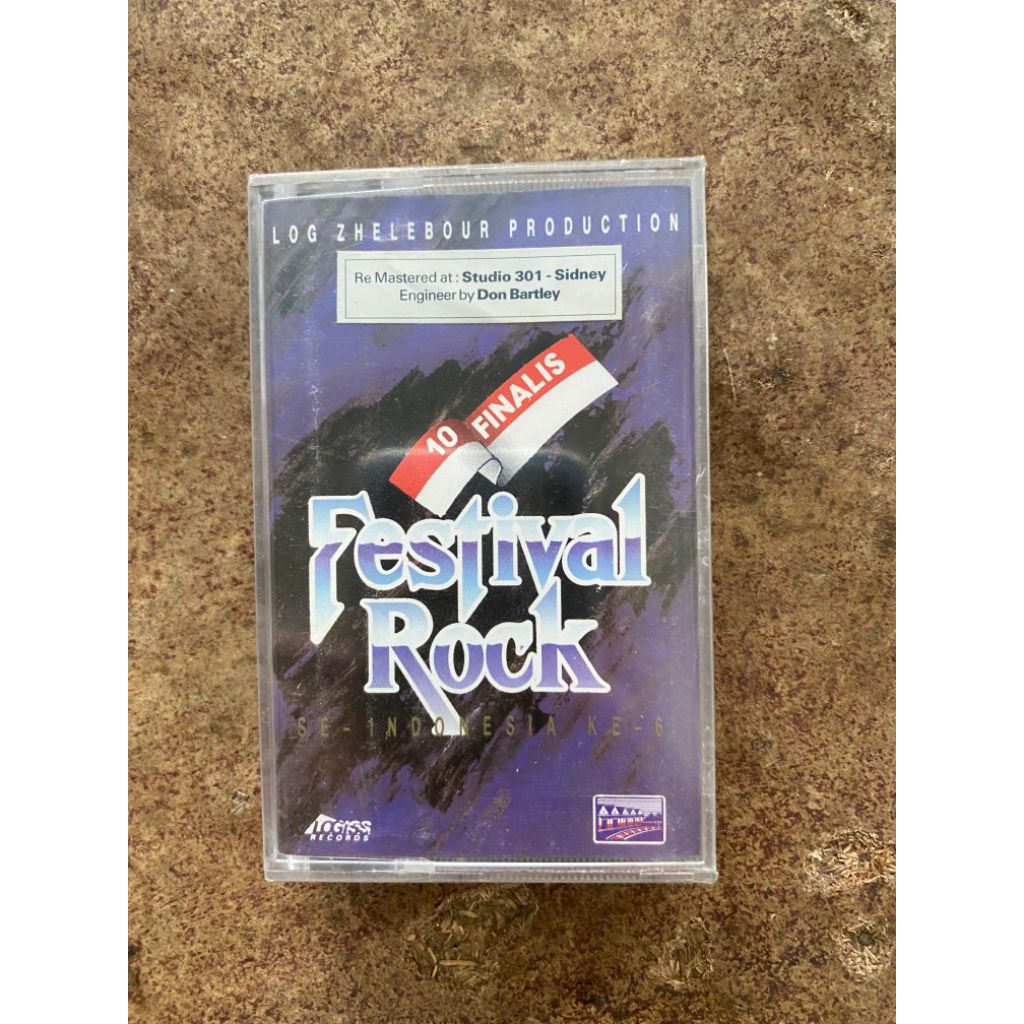 LOG ZHELEBOUR PRODUCTION
Re Mastered at : Studio 301 - Sidney
Engineer by Don Bartley
10 FINALIS
Festival
Rock
SE - INDONESIA KE - 6
LOGISS
RECORDS